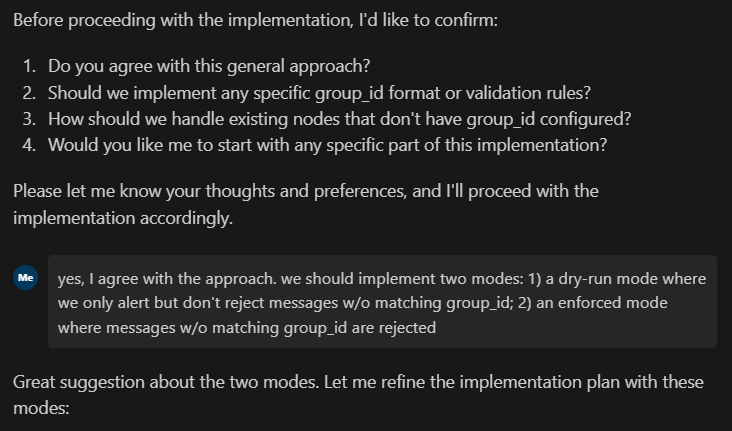 Before proceeding with the implementation, I'd like to confirm:
1. Do you agree with this general approach?
2. Should we implement any specific group_id format or validation rules?
3. How should we handle existing nodes that don't have group_id configured?
4. Would you like me to start with any specific part of this implementation?
Please let me know your thoughts and preferences, and I'll proceed with the
implementation accordingly.
Me
yes, I agree with the approach. we should implement two modes: 1) a dry-run mode where
we only alert but don't reject messages w/o matching group_id; 2) an enforced mode
where messages w/o matching group_id are rejected
Great suggestion about the two modes. Let me refine the implementation plan with these
modes: